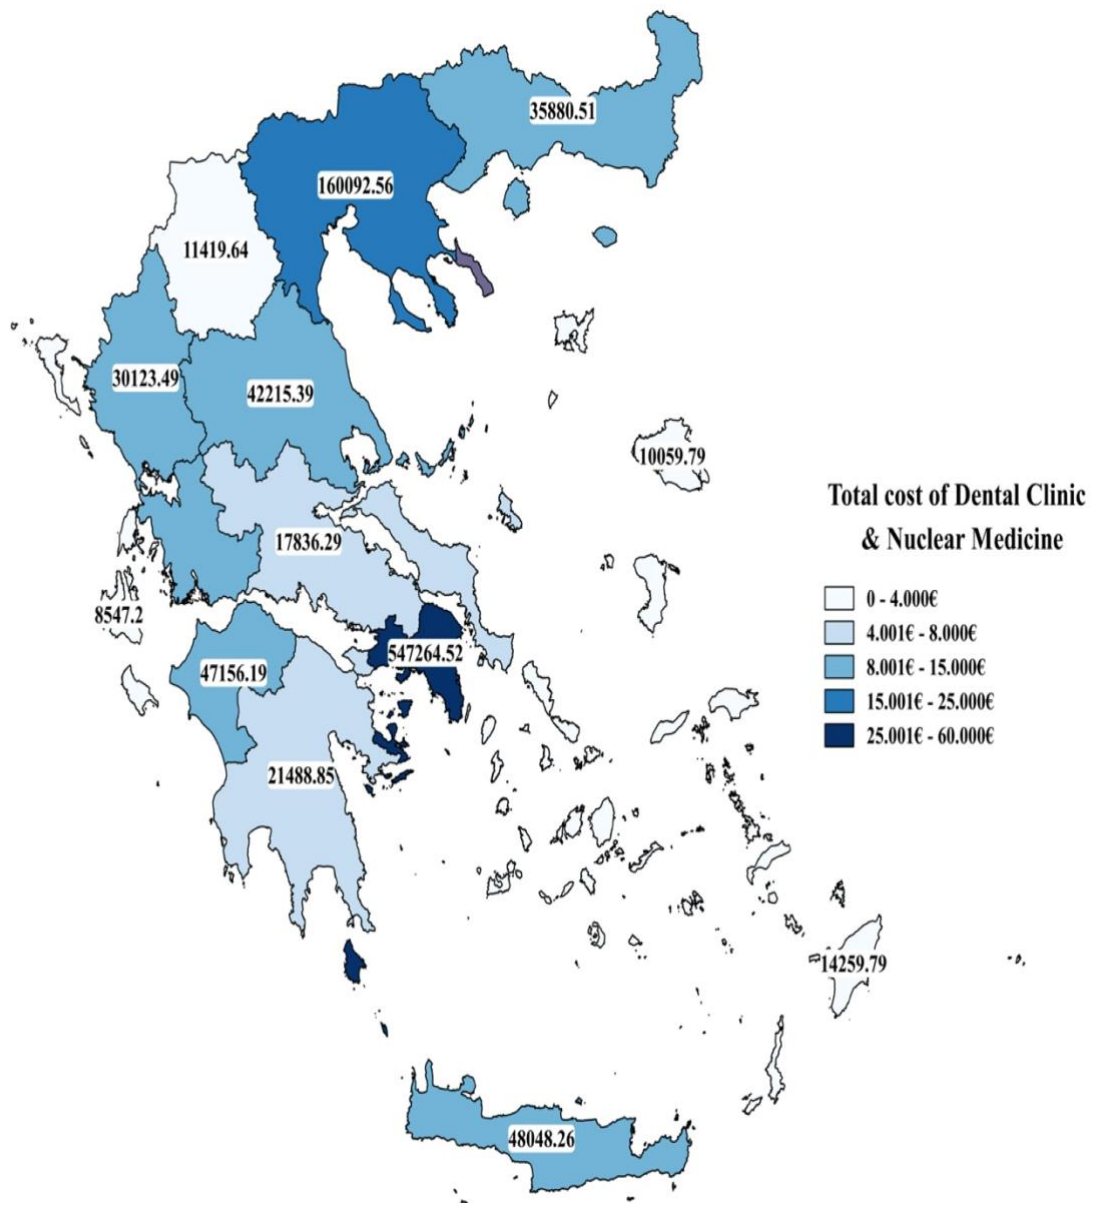 35880.51
160092.56
11419.64
30123.49
42215.39
10059.79
Total cost of Dental Clinic
& Nuclear Medicine
17836.29
0 - 4.000€
8547.2
4.001€ - 8.000€
547264.52
8.001€ - 15.000€
47156.19
15.001€ - 25.000€
25.001€ - 60.000€
21488.85
14259.79
48048.26